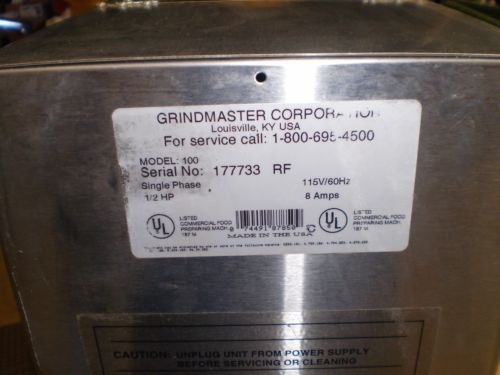 GRINDMASTER CORPORATION
Louisville, KY USA
For service call: 1-800-695-4500
MODEL: 100
Serial No: 177733 RF
Single Phase 115V/60Hz
1/2 HP 8 Amps
UL LISTED COMMERCIAL FOOD PREPARING MACH. 187 M
MADE IN THE USA
UL LISTED COMMERCIAL FOOD PREPARING MACH. 187 M
CAUTION: UNPLUG UNIT FROM POWER SUPPLY
BEFORE SERVICING OR CLEANING